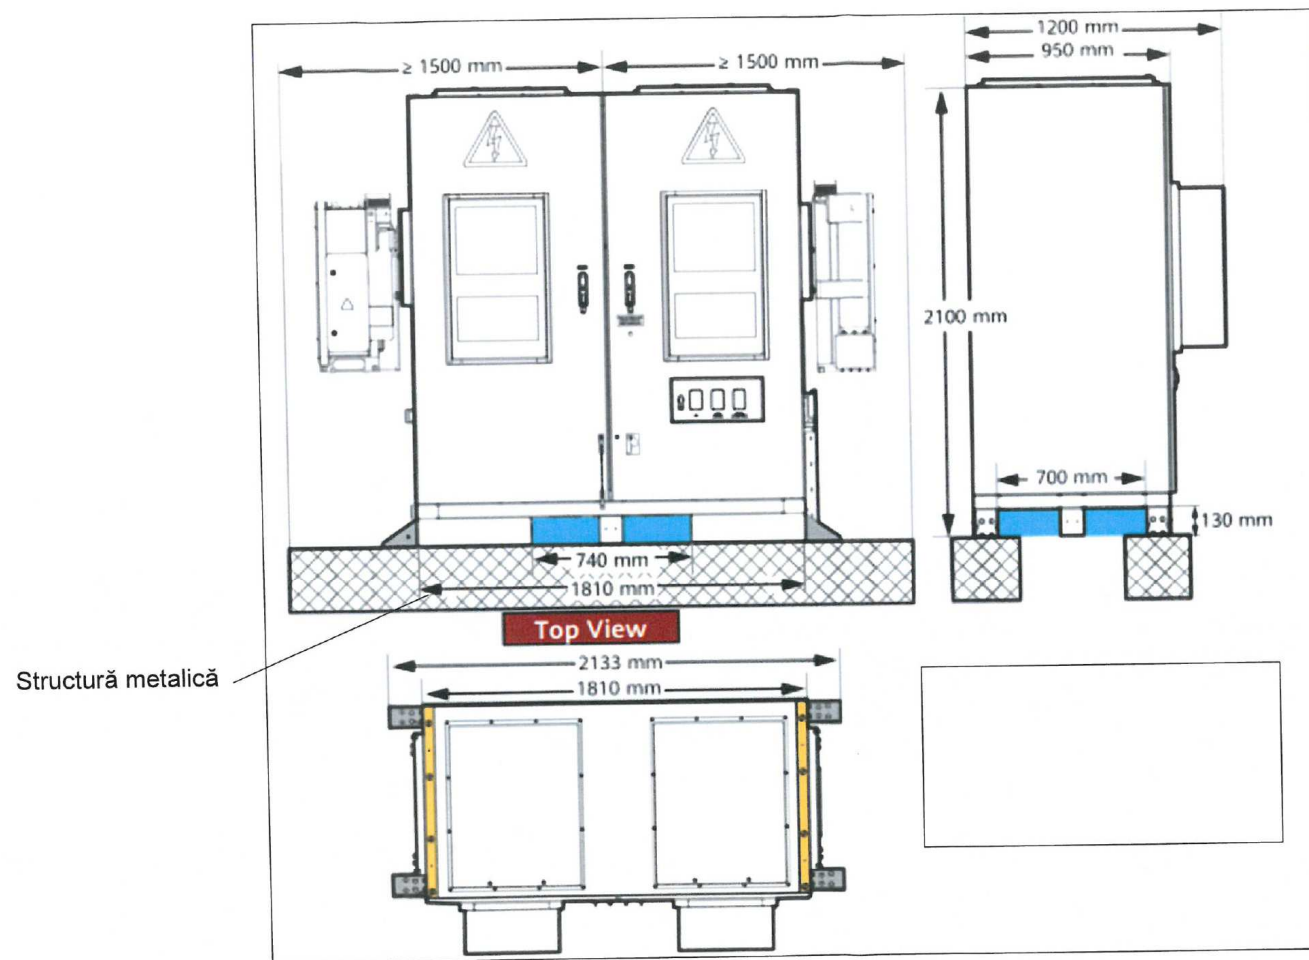 ≥ 1500 mm
≥ 1500 mm
1200 mm
950 mm
2100 mm
700 mm
130 mm
740 mm
1810 mm
Top View
Structură metalică
2133 mm
1810 mm